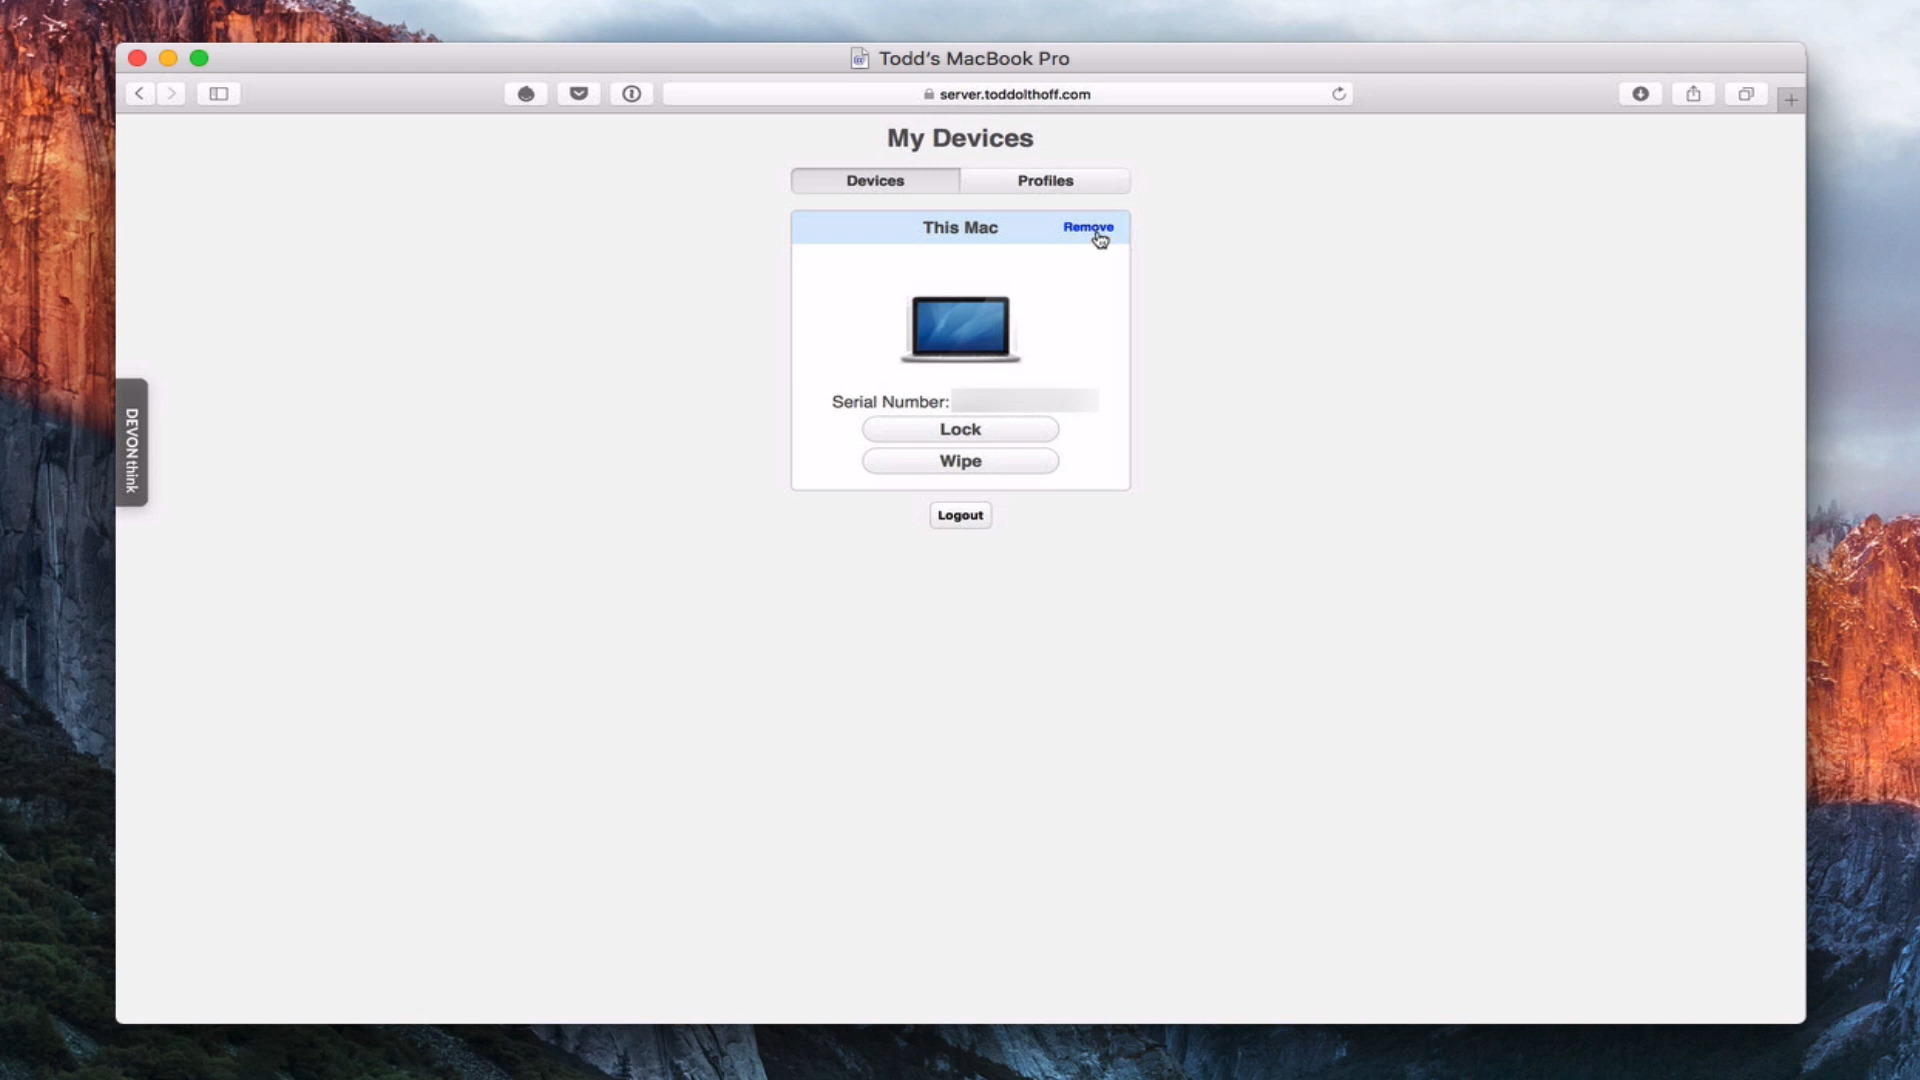 Todd's MacBook Pro
server.toddolthoff.com
My Devices
Devices
Profiles
This Mac
Remove
Serial Number:
Lock
Wipe
Logout
DEVONthink